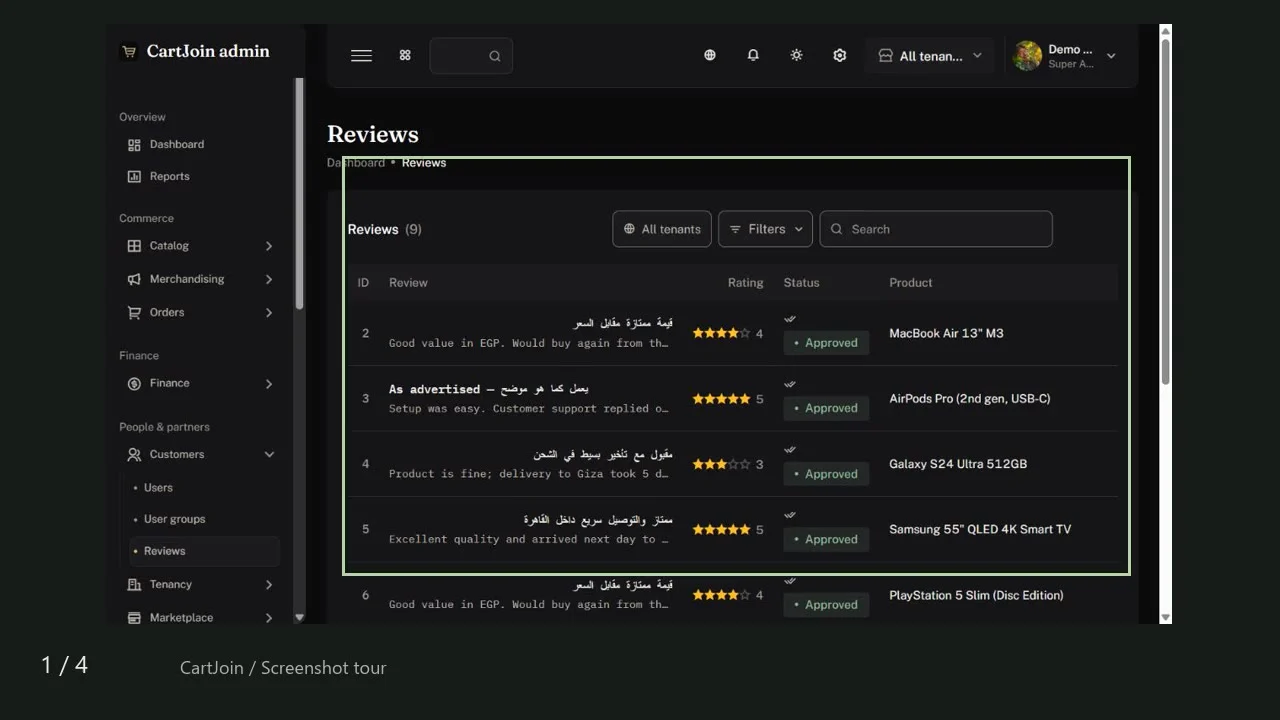 CartJoin admin
All tenan...
Demo ...
Super A...
Overview
Dashboard
Reports
Commerce
Catalog
Merchandising
Orders
Finance
Finance
People & partners
Customers
Users
User groups
Reviews
Tenancy
Marketplace
Reviews
Dashboard • Reviews
Reviews (9)
All tenants
Filters
Search
ID Review Rating Status Product
2
قيمة ممتازة مقابل السعر
Good value in EGP. Would buy again from th…
4
Approved
MacBook Air 13" M3
3
As advertised — يعمل كما هو موضح
Setup was easy. Customer support replied o…
5
Approved
AirPods Pro (2nd gen, USB-C)
4
مقبول مع تأخير بسيط في الشحن
Product is fine; delivery to Giza took 5 d…
3
Approved
Galaxy S24 Ultra 512GB
5
ممتاز والتوصيل سريع داخل القاهرة
Excellent quality and arrived next day to …
5
Approved
Samsung 55" QLED 4K Smart TV
6
قيمة ممتازة مقابل السعر
Good value in EGP. Would buy again from th…
4
Approved
PlayStation 5 Slim (Disc Edition)
1 / 4
CartJoin / Screenshot tour